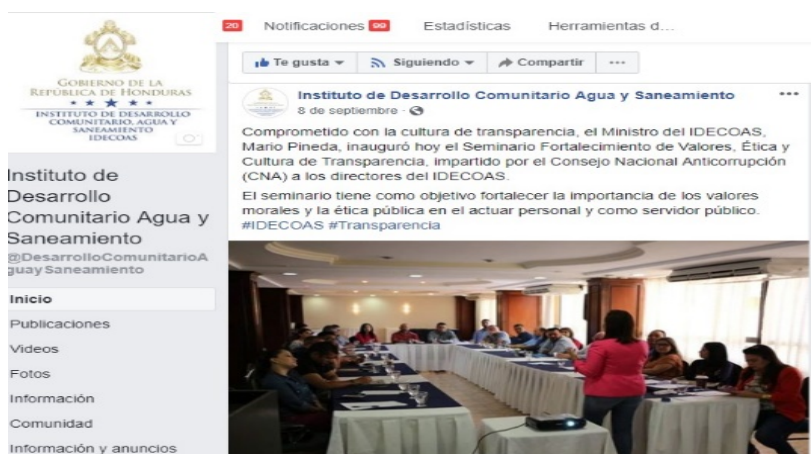 20 Notificaciones 99 Estadísticas Herramientas d...
GOBIERNO DE LA
REPÚBLICA DE HONDURAS
INSTITUTO DE DESARROLLO
COMUNITARIO, AGUA Y
SANEAMIENTO
IDECOAS
Instituto de
Desarrollo
Comunitario Agua y
Saneamiento
@DesarrolloComunitarioA
guaySaneamiento
Inicio
Publicaciones
Videos
Fotos
Información
Comunidad
Información y anuncios
Te gusta Siguiendo Compartir ...
Instituto de Desarrollo Comunitario Agua y Saneamiento ...
8 de septiembre ·
Comprometido con la cultura de transparencia, el Ministro del IDECOAS,
Mario Pineda, inauguró hoy el Seminario Fortalecimiento de Valores, Ética y
Cultura de Transparencia, impartido por el Consejo Nacional Anticorrupción
(CNA) a los directores del IDECOAS.
El seminario tiene como objetivo fortalecer la importancia de los valores
morales y la ética pública en el actuar personal y como servidor público.
#IDECOAS #Transparencia